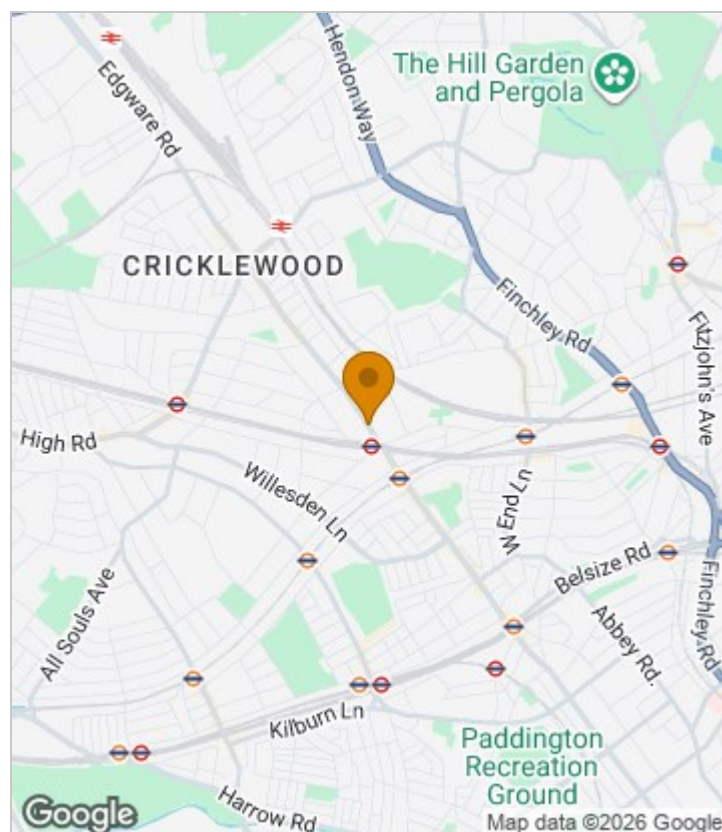 The Hill Garden
and Pergola
Edgware Rd
Hendon Way
CRICKLEWOOD
Finchley Rd
Fitzjohn's Ave
High Rd
Willesden Ln
W End Ln
Belsize Rd
Finchley Rd
All Souls Ave
Abbey Rd.
Kilburn Ln
Paddington
Recreation
Ground
Harrow Rd
Google
Map data ©2026 Google